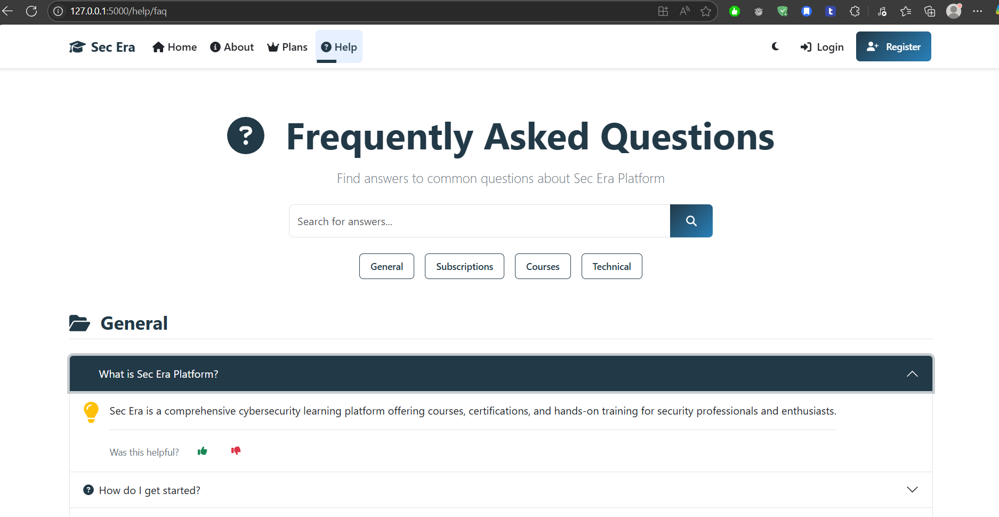 127.0.0.1:5000/help/faq
Sec Era Home About Plans Help Login Register
Frequently Asked Questions
Find answers to common questions about Sec Era Platform
Search for answers...
General Subscriptions Courses Technical
General
What is Sec Era Platform?
Sec Era is a comprehensive cybersecurity learning platform offering courses, certifications, and hands-on training for security professionals and enthusiasts.
Was this helpful?
How do I get started?